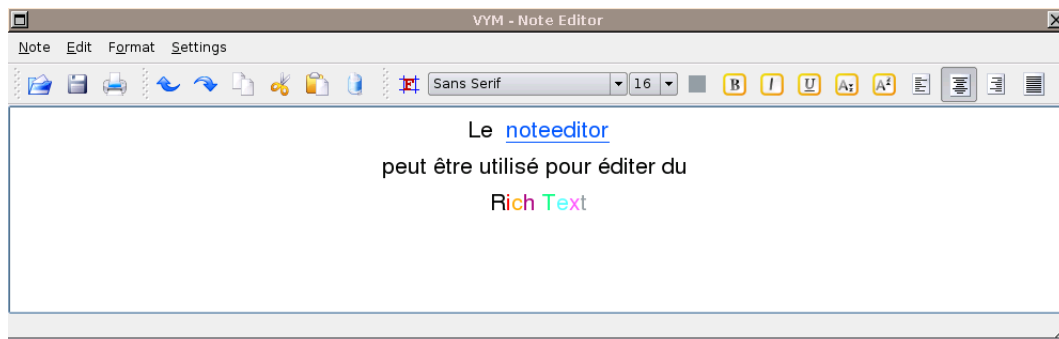 VYM - Note Editor
Note Edit Format Settings
Sans Serif 16 B I U A A²
Le noteeditor
peut être utilisé pour éditer du
Rich Text